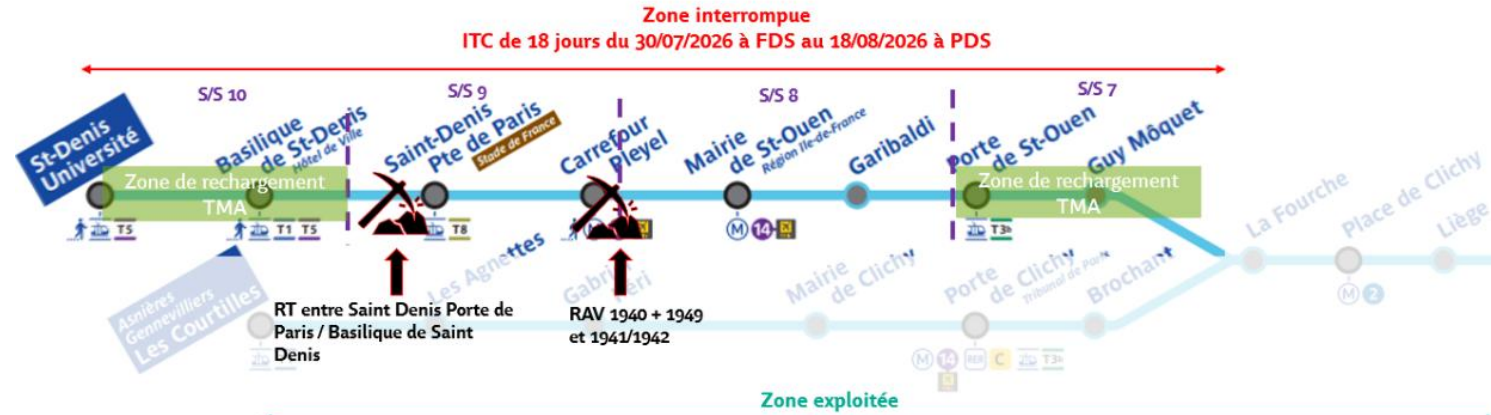 Zone interrompue
ITC de 18 jours du 30/07/2026 à FDS au 18/08/2026 à PDS
S/S 10
S/S 9
S/S 8
S/S 7
St-Denis
Université
Basilique
de St-Denis
Hôtel de Ville
Saint-Denis
Pte de Paris
Stade de France
Carrefour
Pleyel
Mairie
de St-Ouen
Région Ile-de-France
Garibaldi
Porte
de St-Ouen
Guy Môquet
La Fourche
Place de Clichy
Liège
Zone de rechargement
TMA
Zone de rechargement
TMA
T5
T1 T5
T8
M
M 14
T3b
M 2
Asnières
Gennevilliers
Les Courtilles
Les Agnettes
Gabriel
Péri
Mairie
de Clichy
Porte
de Clichy
Tribunal de Paris
Brochant
RT entre Saint Denis Porte de
Paris / Basilique de Saint
Denis
RAV 1940 + 1949
et 1941/1942
M 14 RER C T3b
Zone exploitée